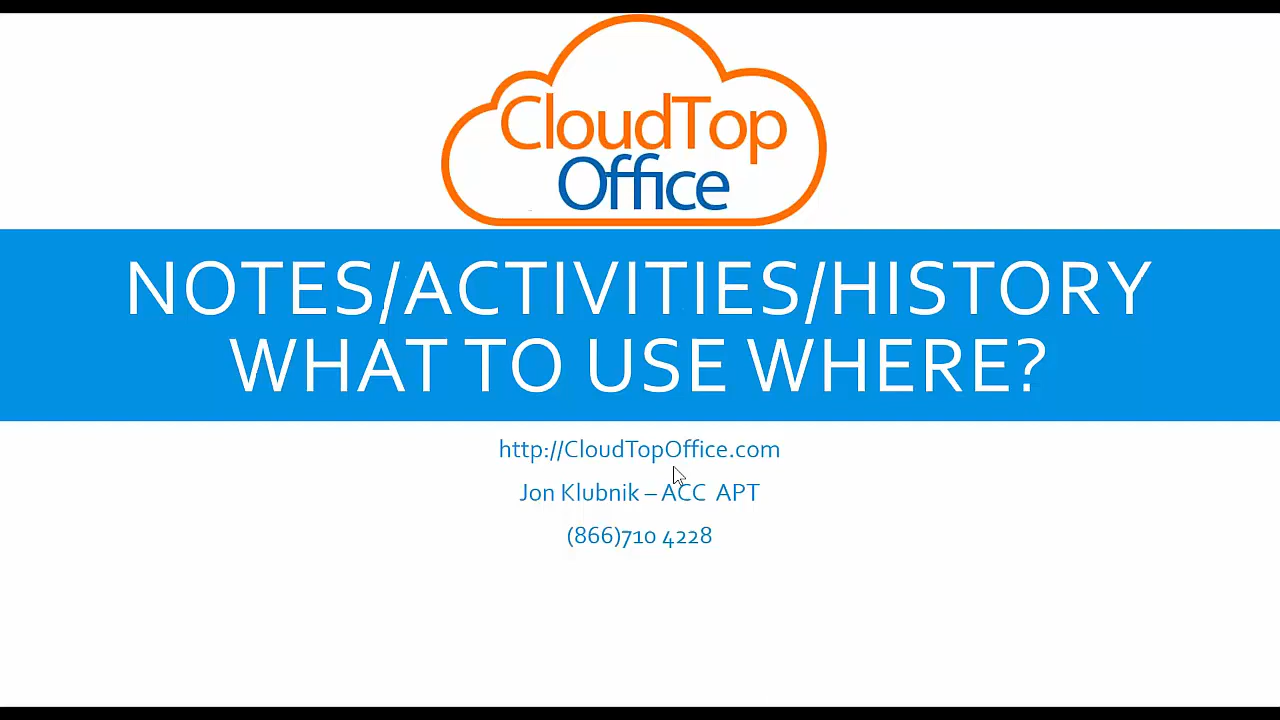 CloudTop
Office
NOTES/ACTIVITIES/HISTORY
WHAT TO USE WHERE?
http://CloudTopOffice.com
Jon Klubnik – ACC  APT
(866)710 4228